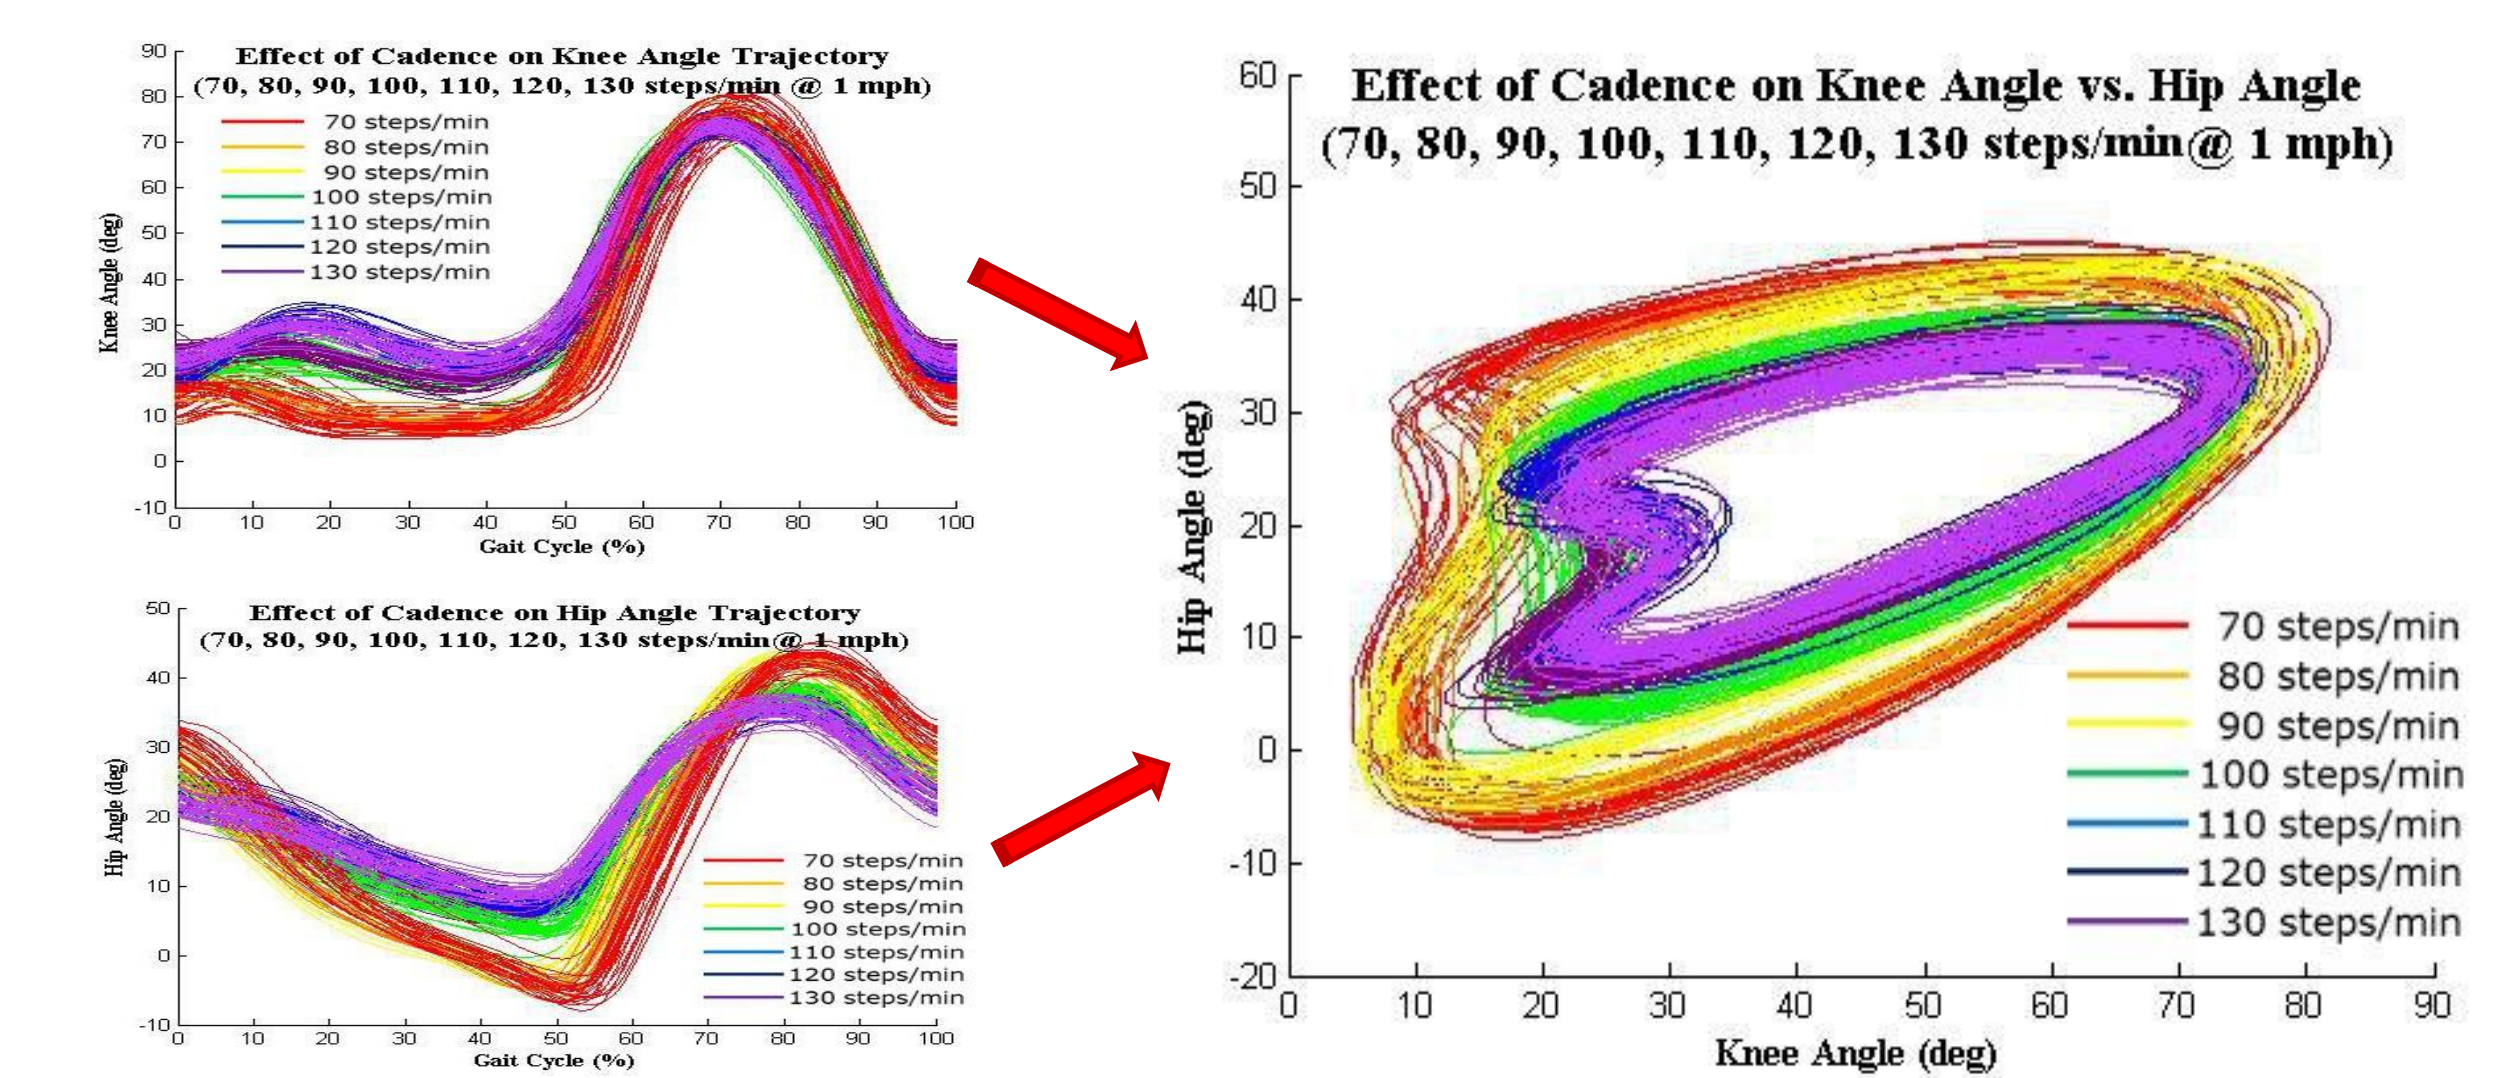 Effect of Cadence on Knee Angle Trajectory
(70, 80, 90, 100, 110, 120, 130 steps/min @ 1 mph)
90
80
70
60
50
40
30
20
10
0
-10
Knee Angle (deg)
70 steps/min
80 steps/min
90 steps/min
100 steps/min
110 steps/min
120 steps/min
130 steps/min
0 10 20 30 40 50 60 70 80 90 100
Gait Cycle (%)
Effect of Cadence on Hip Angle Trajectory
(70, 80, 90, 100, 110, 120, 130 steps/min@ 1 mph)
50
40
30
20
10
0
-10
Hip Angle (deg)
70 steps/min
80 steps/min
90 steps/min
100 steps/min
110 steps/min
120 steps/min
130 steps/min
0 10 20 30 40 50 60 70 80 90 100
Gait Cycle (%)
Effect of Cadence on Knee Angle vs. Hip Angle
(70, 80, 90, 100, 110, 120, 130 steps/min@ 1 mph)
60
50
40
30
20
10
0
-10
-20
Hip Angle (deg)
70 steps/min
80 steps/min
90 steps/min
100 steps/min
110 steps/min
120 steps/min
130 steps/min
0 10 20 30 40 50 60 70 80 90
Knee Angle (deg)